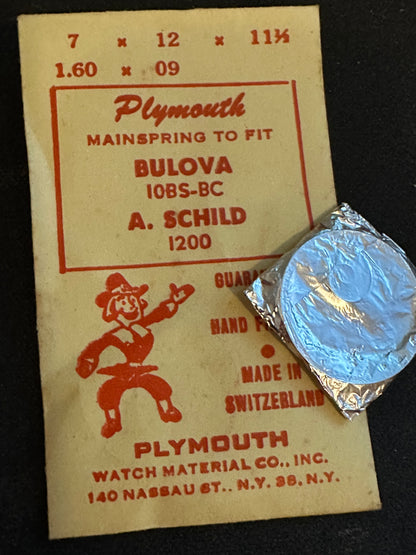 7 × 12 × 11½
1.60 × 09
Plymouth
MAINSPRING TO FIT
BULOVA
10BS-BC
A. SCHILD
1200
HAND
MADE IN
SWITZERLAND
PLYMOUTH
WATCH MATERIAL CO., INC.
140 NASSAU ST., N.Y. 38, N.Y.